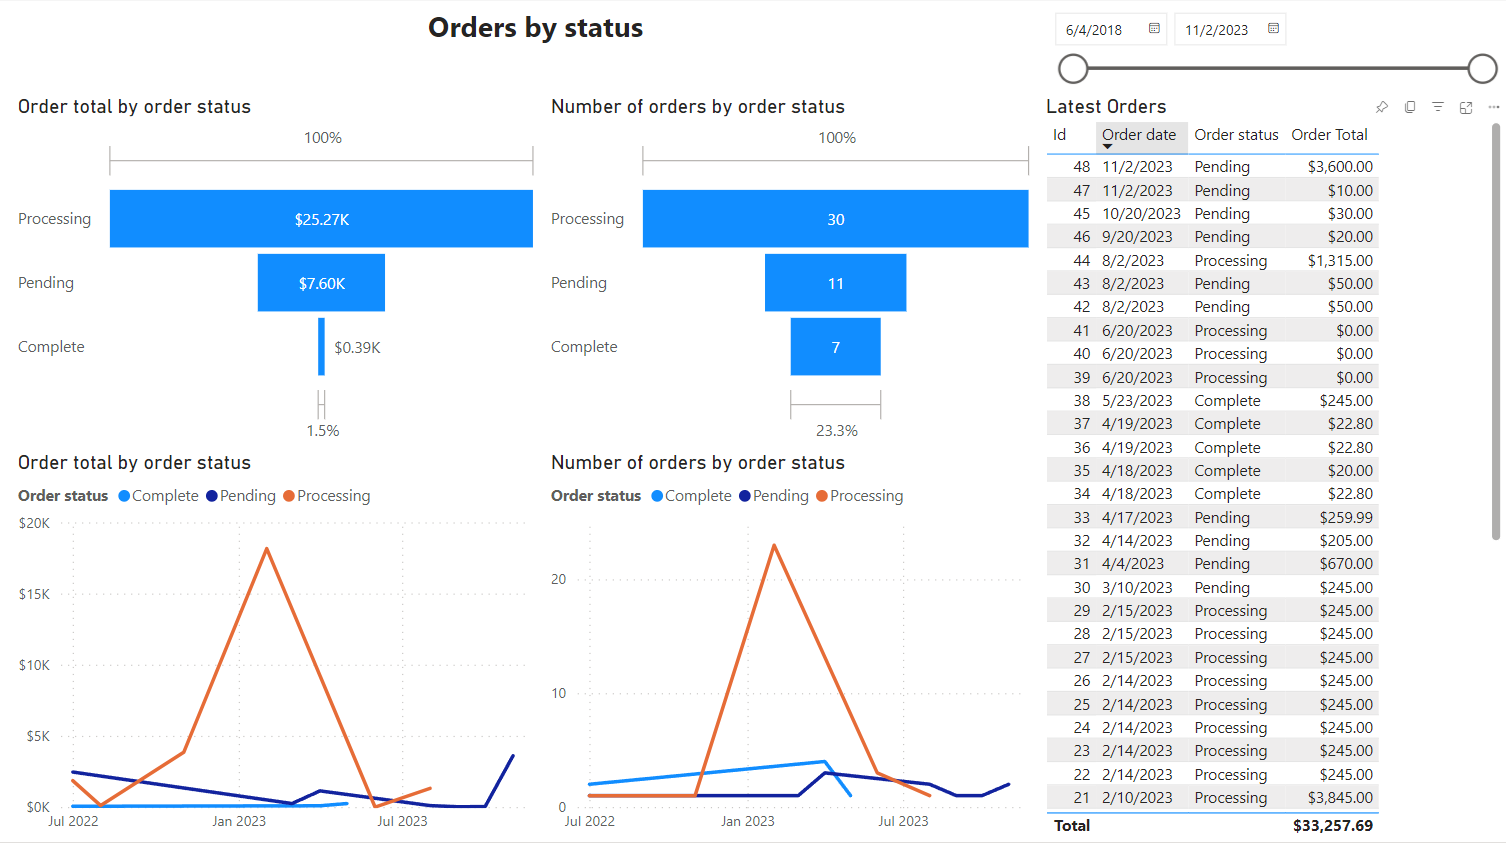 Orders by status
6/4/2018 11/2/2023
Order total by order status
100%
Processing $25.27K
Pending $7.60K
Complete $0.39K
1.5%
Number of orders by order status
100%
Processing 30
Pending 11
Complete 7
23.3%
Order total by order status
Order status Complete Pending Processing
$20K
$15K
$10K
$5K
$0K
Jul 2022 Jan 2023 Jul 2023
Number of orders by order status
Order status Complete Pending Processing
20
10
0
Jul 2022 Jan 2023 Jul 2023
Latest Orders
Id Order date Order status Order Total
48 11/2/2023 Pending $3,600.00
47 11/2/2023 Pending $10.00
45 10/20/2023 Pending $30.00
46 9/20/2023 Pending $20.00
44 8/2/2023 Processing $1,315.00
43 8/2/2023 Pending $50.00
42 8/2/2023 Pending $50.00
41 6/20/2023 Processing $0.00
40 6/20/2023 Processing $0.00
39 6/20/2023 Processing $0.00
38 5/23/2023 Complete $245.00
37 4/19/2023 Complete $22.80
36 4/19/2023 Complete $22.80
35 4/18/2023 Complete $20.00
34 4/18/2023 Complete $22.80
33 4/17/2023 Pending $259.99
32 4/14/2023 Pending $205.00
31 4/4/2023 Pending $670.00
30 3/10/2023 Pending $245.00
29 2/15/2023 Processing $245.00
28 2/15/2023 Processing $245.00
27 2/15/2023 Processing $245.00
26 2/14/2023 Processing $245.00
25 2/14/2023 Processing $245.00
24 2/14/2023 Processing $245.00
23 2/14/2023 Processing $245.00
22 2/14/2023 Processing $245.00
21 2/10/2023 Processing $3,845.00
Total $33,257.69